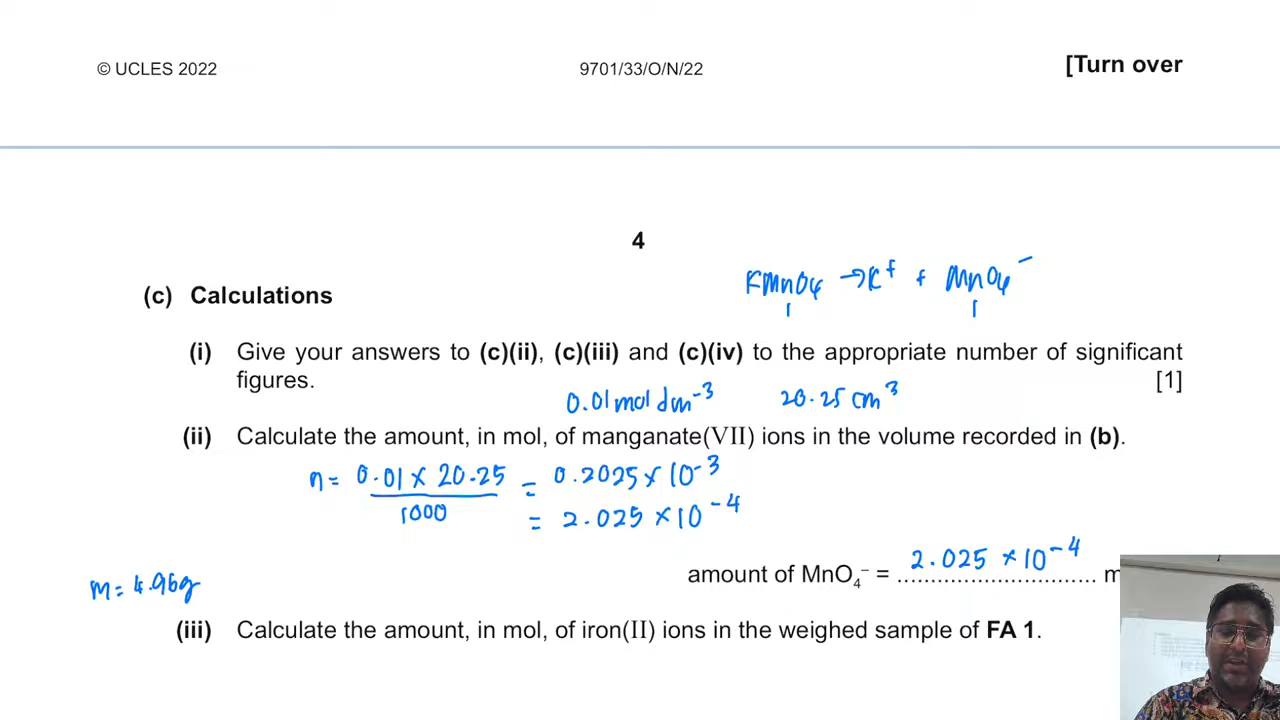 © UCLES 2022 9701/33/O/N/22 [Turn over
4
KMnO4 → K+ + MnO4−
1 1
(c) Calculations
(i) Give your answers to (c)(ii), (c)(iii) and (c)(iv) to the appropriate number of significant
figures. [1]
0.01 mol dm−3 20.25 cm3
(ii) Calculate the amount, in mol, of manganate(VII) ions in the volume recorded in (b).
n = 0.01 × 20.25 = 0.2025 × 10−3
1000 = 2.025 × 10−4
2.025 × 10−4
amount of MnO4− = .............................. m
m = 4.96g
(iii) Calculate the amount, in mol, of iron(II) ions in the weighed sample of FA 1.